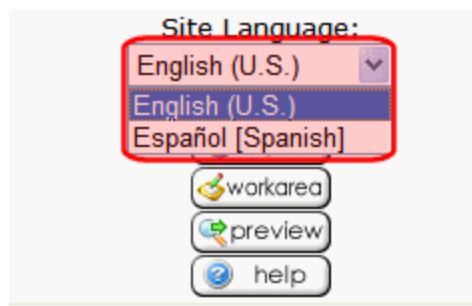 Site Language:
English (U.S.)
English (U.S.)
Español [Spanish]
workarea
preview
help